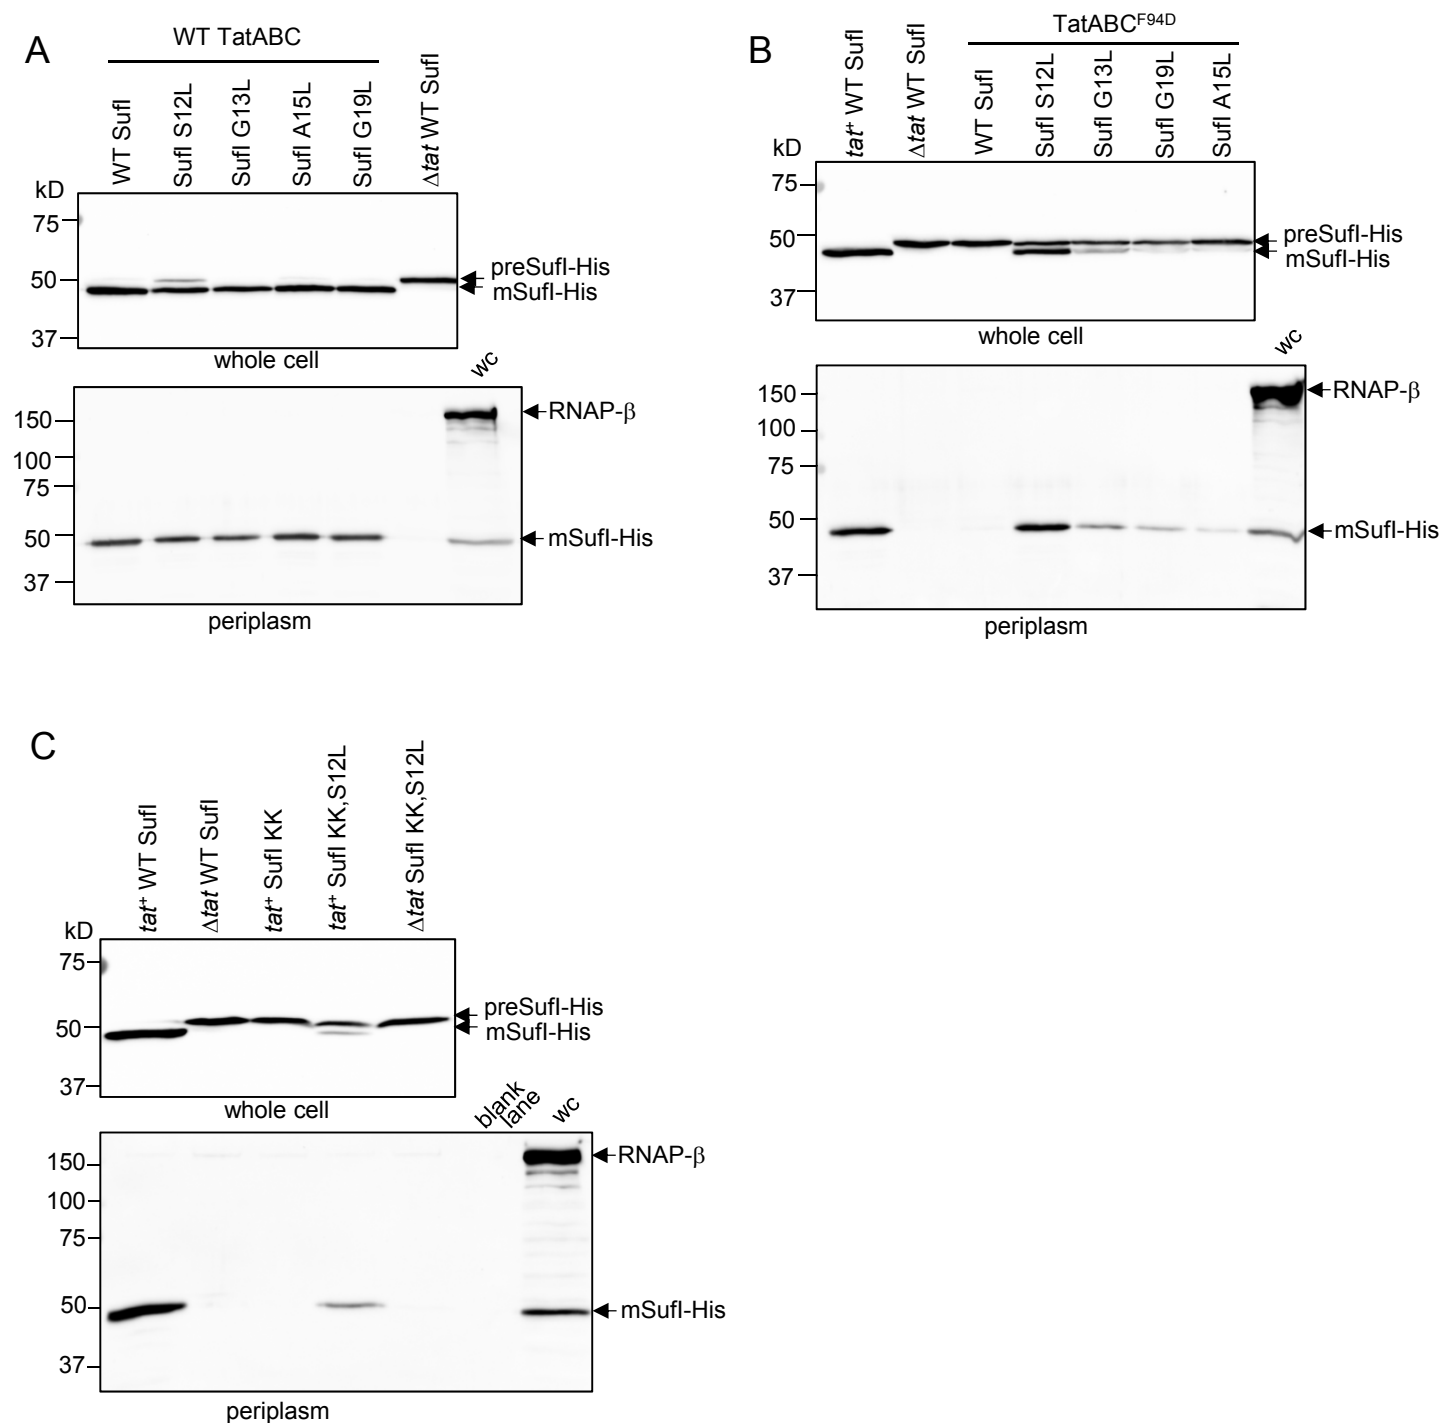 A
WT TatABC
WT SufI
SufI S12L
SufI G13L
SufI A15L
SufI G19L
Δtat WT SufI
kD
75
50
37
preSufI-His
mSufI-His
whole cell
wc
150
100
75
50
37
RNAP-β
mSufI-His
periplasm
B
TatABCF94D
tat+ WT SufI
Δtat WT SufI
WT SufI
SufI S12L
SufI G13L
SufI G19L
SufI A15L
kD
75
50
37
preSufI-His
mSufI-His
whole cell
wc
150
100
75
50
37
RNAP-β
mSufI-His
periplasm
C
tat+ WT SufI
Δtat WT SufI
tat+ SufI KK
tat+ SufI KK,S12L
Δtat SufI KK,S12L
kD
75
50
37
preSufI-His
mSufI-His
whole cell
blank
lane
wc
150
100
75
50
37
RNAP-β
mSufI-His
periplasm